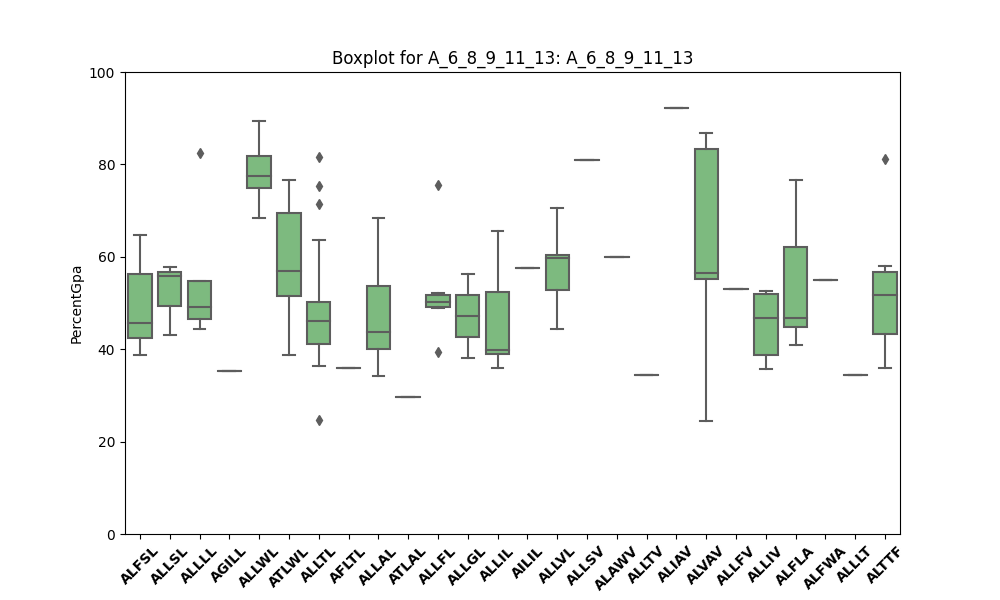 Boxplot for A_6_8_9_11_13: A_6_8_9_11_13
PercentGpa
100
80
60
40
20
0
ALFSL
ALLSL
ALLLL
AGILL
ALLWL
ATLWL
ALLTL
AFLTL
ALLAL
ATLAL
ALLFL
ALLGL
ALLIL
AILIL
ALLVL
ALLSV
ALAWV
ALLTV
ALIAV
ALVAV
ALLFV
ALLIV
ALFLA
ALFWA
ALLLT
ALTTF